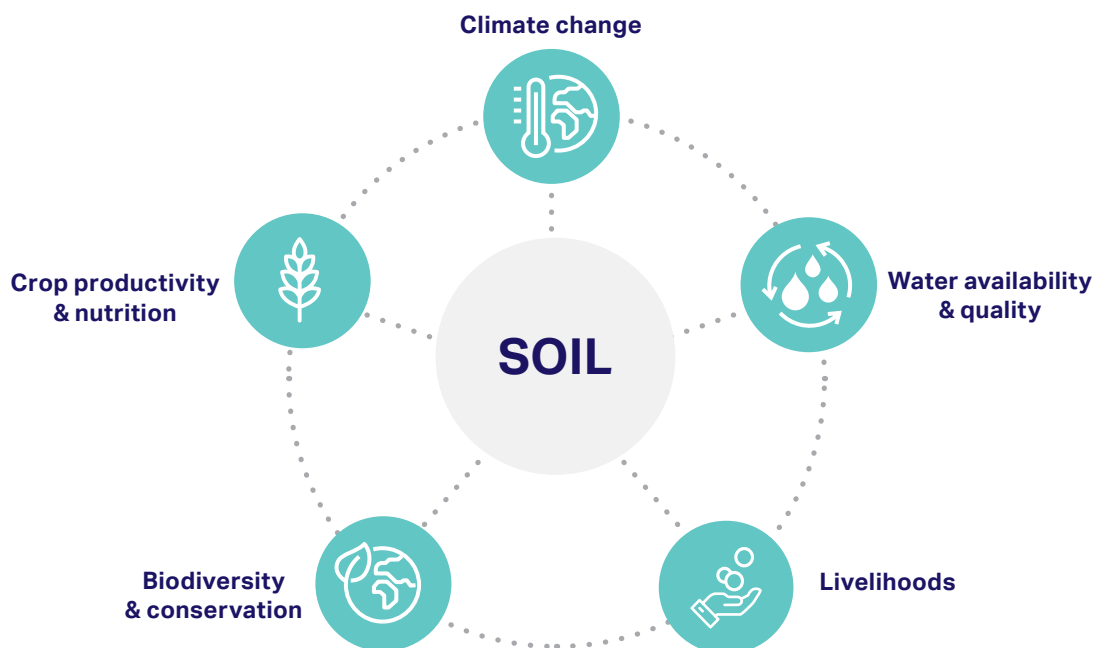 Climate change
Crop productivity
& nutrition
Water availability
& quality
SOIL
Biodiversity
& conservation
Livelihoods